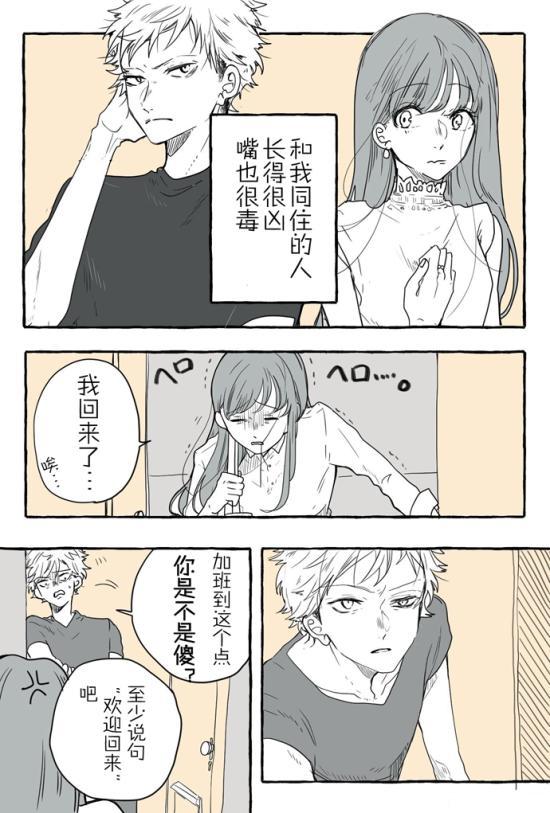 和我同住的人
长得很凶
嘴也很毒
ヘロ
ヘロ....。
我回来了...
唉...
加班到这个点
你是不是傻？
至少说句
“欢迎回来”
吧